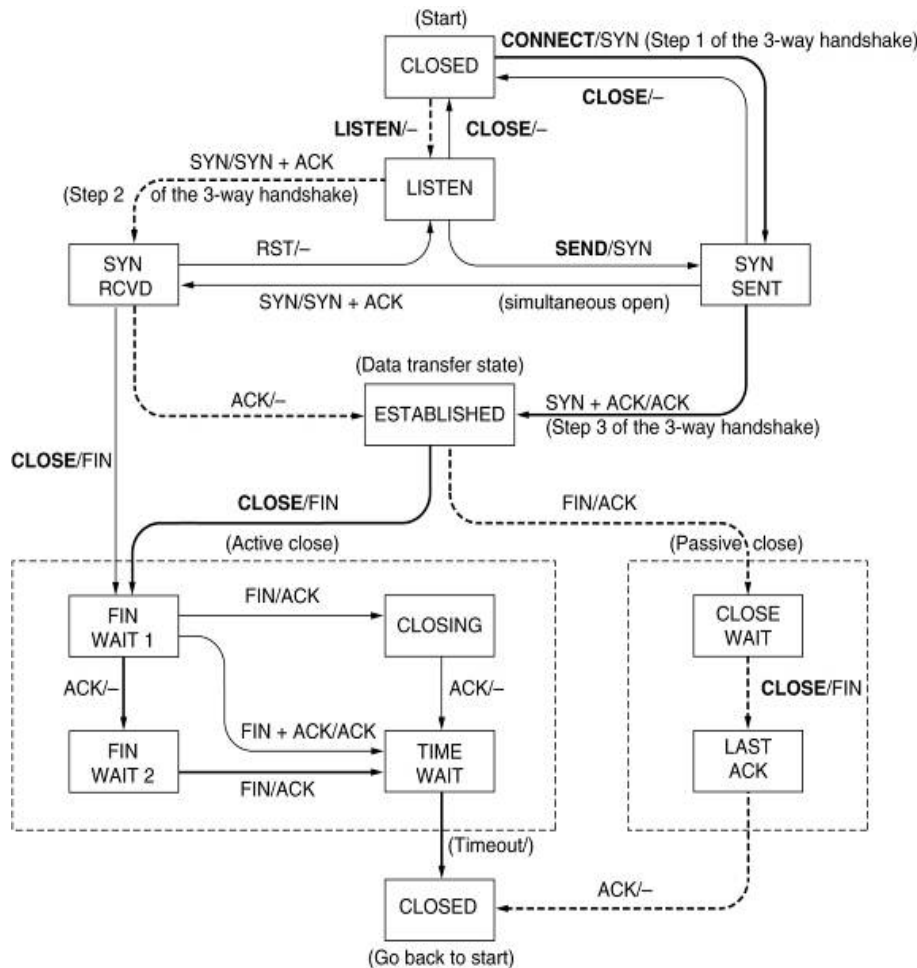 (Start)
CLOSED
CONNECT/SYN (Step 1 of the 3-way handshake)
CLOSE/–
LISTEN/–
CLOSE/–
SYN/SYN + ACK
(Step 2 of the 3-way handshake)
LISTEN
RST/–
SEND/SYN
SYN
RCVD
SYN
SENT
SYN/SYN + ACK
(simultaneous open)
(Data transfer state)
ACK/–
ESTABLISHED
SYN + ACK/ACK
(Step 3 of the 3-way handshake)
CLOSE/FIN
CLOSE/FIN
FIN/ACK
(Active close)
(Passive close)
FIN
WAIT 1
FIN/ACK
CLOSING
CLOSE
WAIT
ACK/–
ACK/–
CLOSE/FIN
FIN + ACK/ACK
FIN
WAIT 2
FIN/ACK
TIME
WAIT
LAST
ACK
(Timeout/)
CLOSED
ACK/–
(Go back to start)